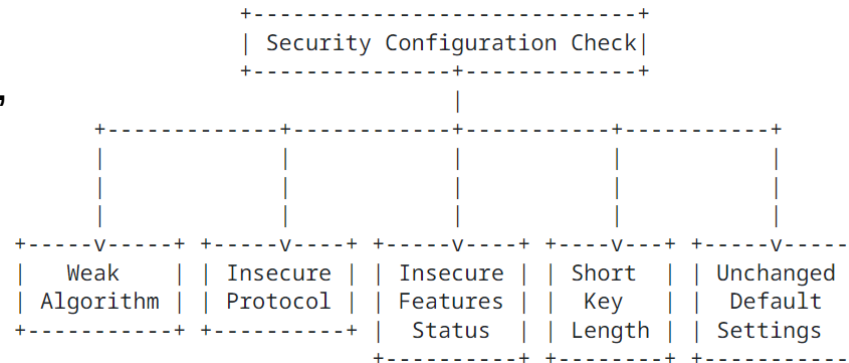 +-----------------------------+
| Security Configuration Check|
+---------------+-------------+
,
|
+-------------+------------+-----------+-----------+
| | | | |
| | | | |
| | | | |
+-----v-----+ +-----v----+ +-----v----+ +----v---+ +-----v-----
| Weak | | Insecure | | Insecure | | Short | | Unchanged
| Algorithm | | Protocol | | Features | | Key | | Default
+-----------+ +----------+ | Status | | Length | | Settings
+----------+ +--------+ +-----------